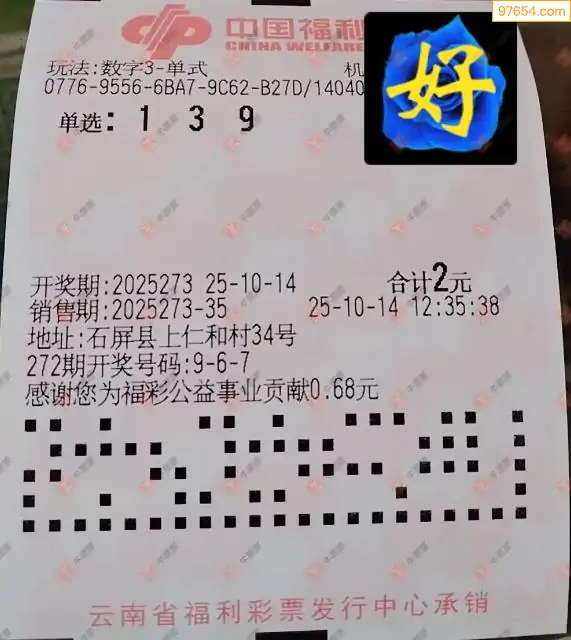 97654.com
中国福利
CHINA WELFARE
好
玩法:数字3-单式 机
0776-9556-6BA7-9C62-B27D/14040
单选: 1 3 9
开奖期:2025273 25-10-14 合计2元
销售期:2025273-35 25-10-14 12:35:38
地址:石屏县上仁和村34号
272期开奖号码:9-6-7
感谢您为福彩公益事业贡献0.68元
云南省福利彩票发行中心承销